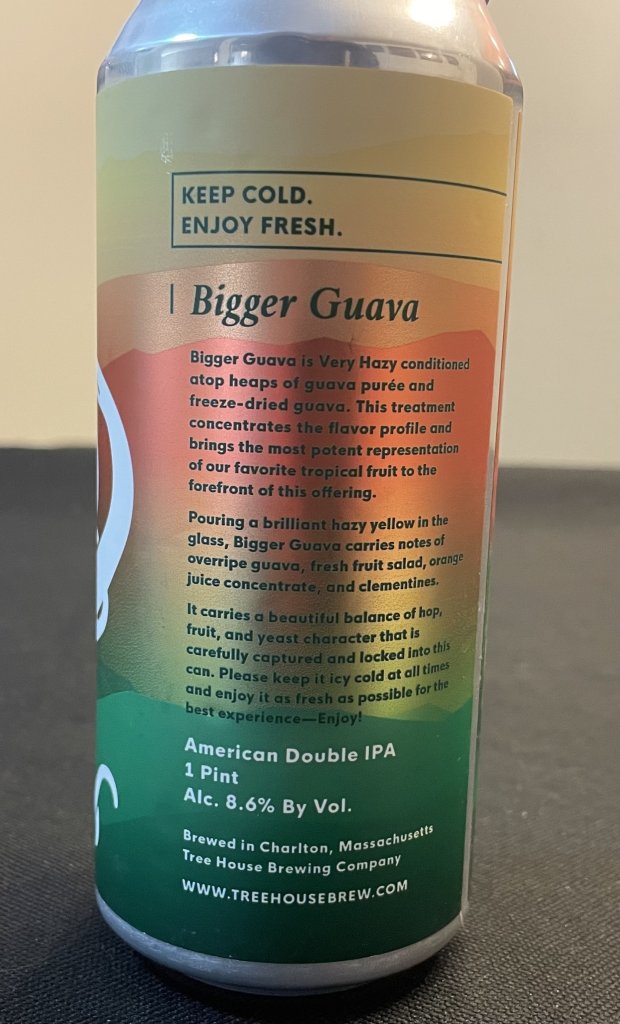 KEEP COLD.
ENJOY FRESH.
Bigger Guava
Bigger Guava is Very Hazy conditioned
atop heaps of guava purée and
freeze-dried guava. This treatment
concentrates the flavor profile and
brings the most potent representation
of our favorite tropical fruit to the
forefront of this offering.
Pouring a brilliant hazy yellow in the
glass, Bigger Guava carries notes of
overripe guava, fresh fruit salad, orange
juice concentrate, and clementines.
It carries a beautiful balance of hop,
fruit, and yeast character that is
carefully captured and locked into this
can. Please keep it icy cold at all times
and enjoy it as fresh as possible for the
best experience—Enjoy!
American Double IPA
1 Pint
Alc. 8.6% By Vol.
Brewed in Charlton, Massachusetts
Tree House Brewing Company
WWW.TREEHOUSEBREW.COM